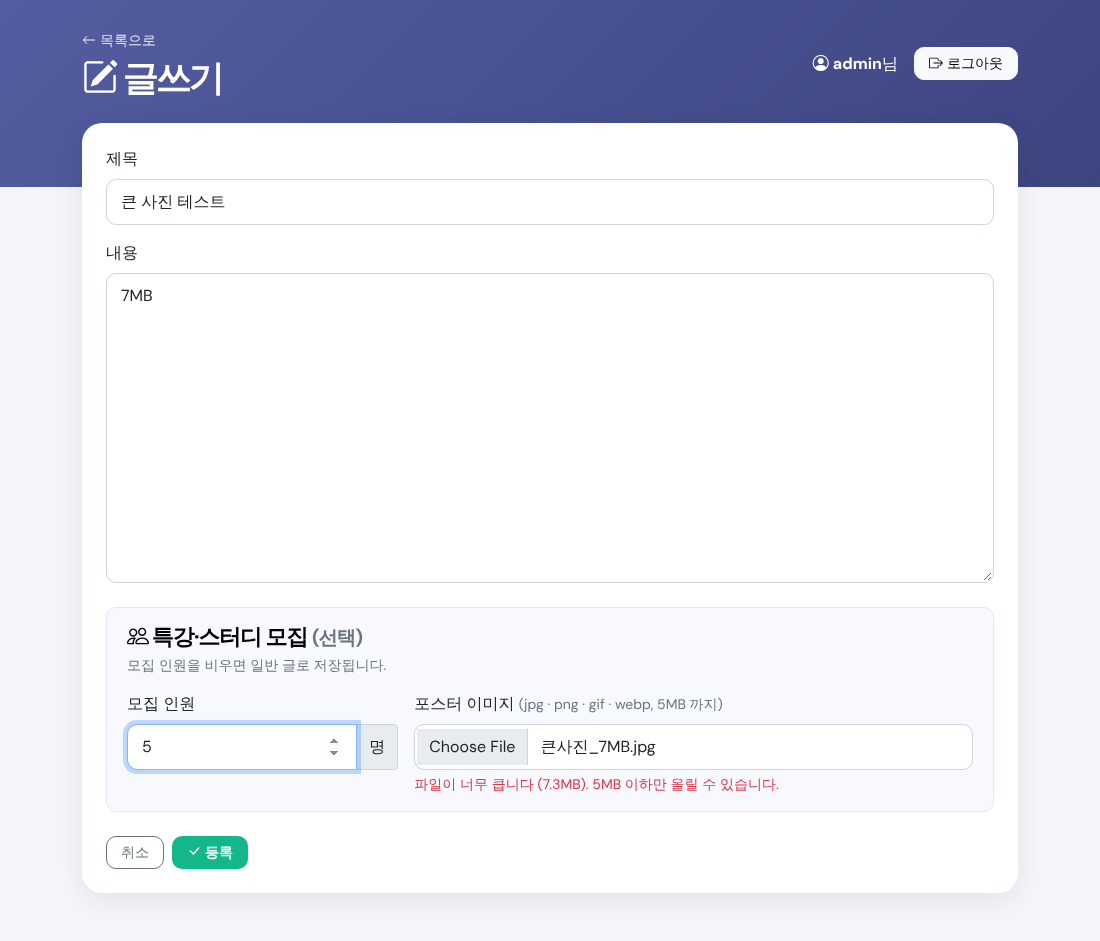 ← 목록으로
글쓰기
admin님
로그아웃
제목
큰 사진 테스트
내용
7MB
특강·스터디 모집 (선택)
모집 인원을 비우면 일반 글로 저장됩니다.
모집 인원
포스터 이미지 (jpg · png · gif · webp, 5MB 까지)
5
명
Choose File 큰사진_7MB.jpg
파일이 너무 큽니다 (7.3MB). 5MB 이하만 올릴 수 있습니다.
취소
등록